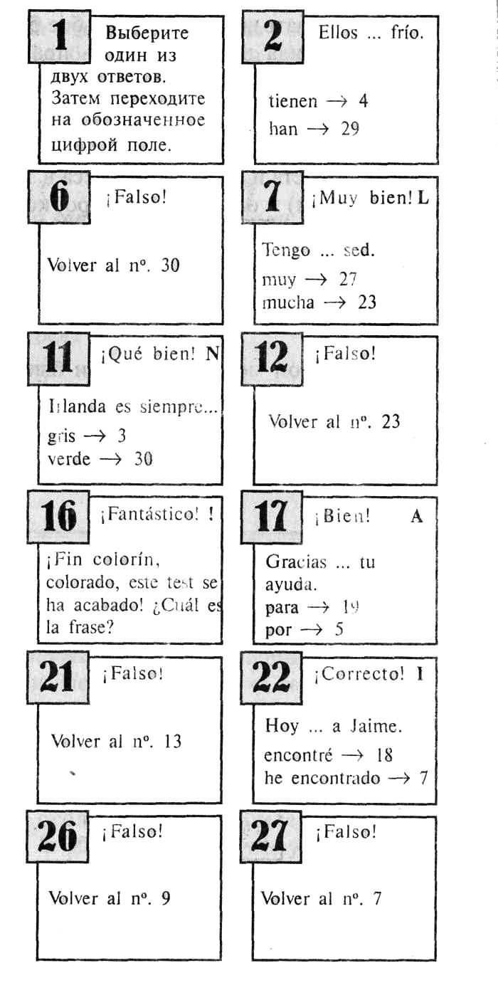 1
Выберите
один из
двух ответов.
Затем переходите
на обозначенное
цифрой поле.
2
Ellos ... frío.
tienen → 4
han → 29
6
¡Falso!
Volver al nº. 30
7
¡Muy bien! L
Tengo ... sed.
muy → 27
mucha → 23
11
¡Qué bien! N
Irlanda es siempre...
gris → 3
verde → 30
12
¡Falso!
Volver al nº. 23
16
¡Fantástico! !
¡Fin colorín,
colorado, este test se
ha acabado! ¿Cuál es
la frase?
17
¡Bien! A
Gracias ... tu
ayuda.
para → 19
por → 5
21
¡Falso!
Volver al nº. 13
22
¡Correcto! I
Hoy ... a Jaime.
encontré → 18
he encontrado → 7
26
¡Falso!
Volver al nº. 9
27
¡Falso!
Volver al nº. 7